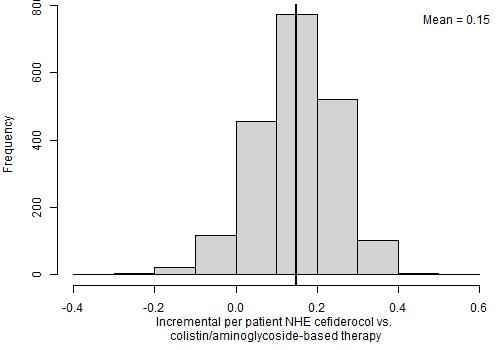 Mean = 0.15
Frequency
800
600
400
200
0
-0.4 -0.2 0.0 0.2 0.4 0.6
Incremental per patient NHE cefiderocol vs.
colistin/aminoglycoside-based therapy